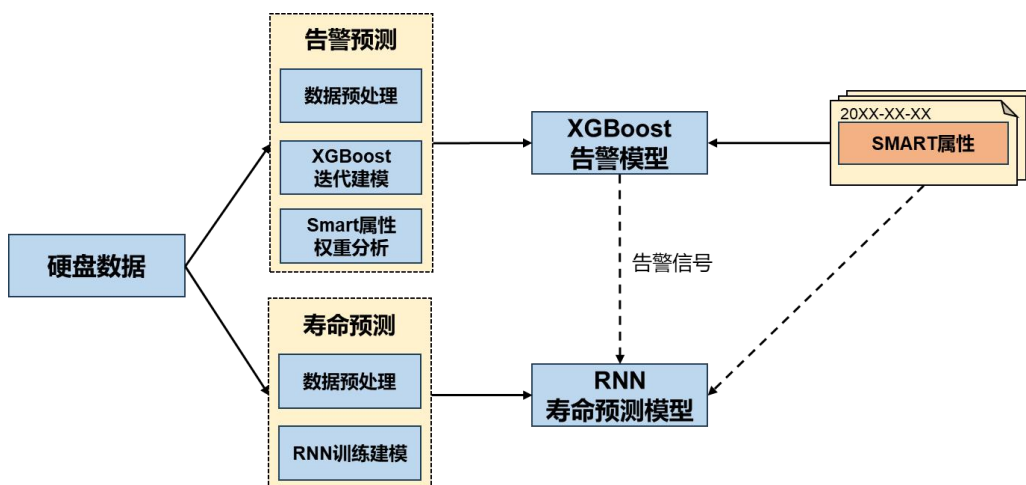 硬盘数据
告警预测
数据预处理
XGBoost
迭代建模
Smart属性
权重分析
寿命预测
数据预处理
RNN训练建模
XGBoost
告警模型
告警信号
RNN
寿命预测模型
20XX-XX-XX
SMART属性